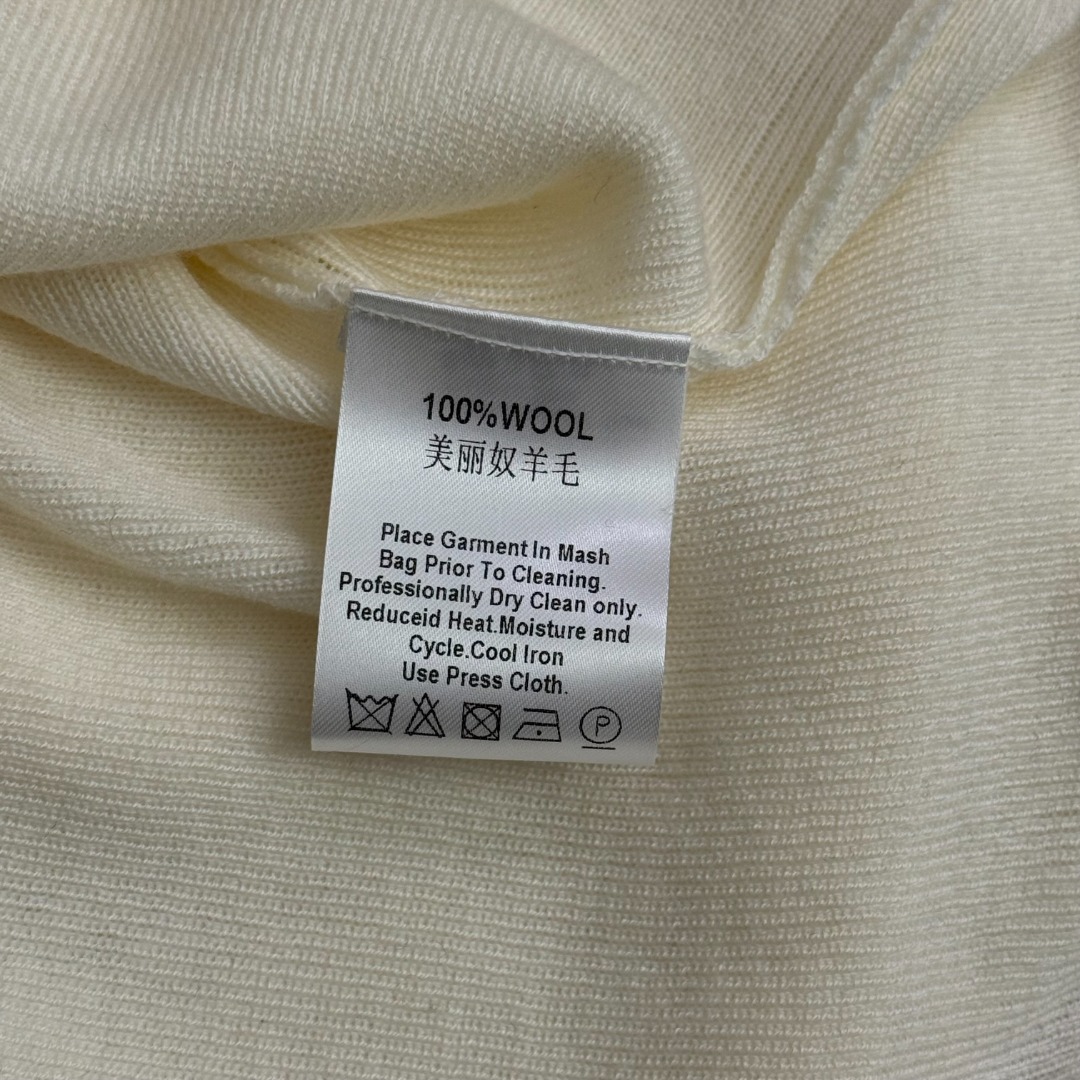 100%WOOL
美丽奴羊毛
Place Garment In Mash
Bag Prior To Cleaning.
Professionally Dry Clean only.
Reduceid Heat.Moisture and
Cycle.Cool Iron
Use Press Cloth.
P